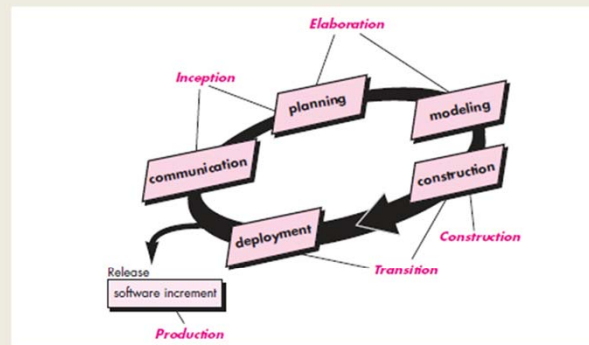 Elaboration
Inception
planning
modeling
communication
construction
deployment
Construction
Transition
Release
software increment
Production